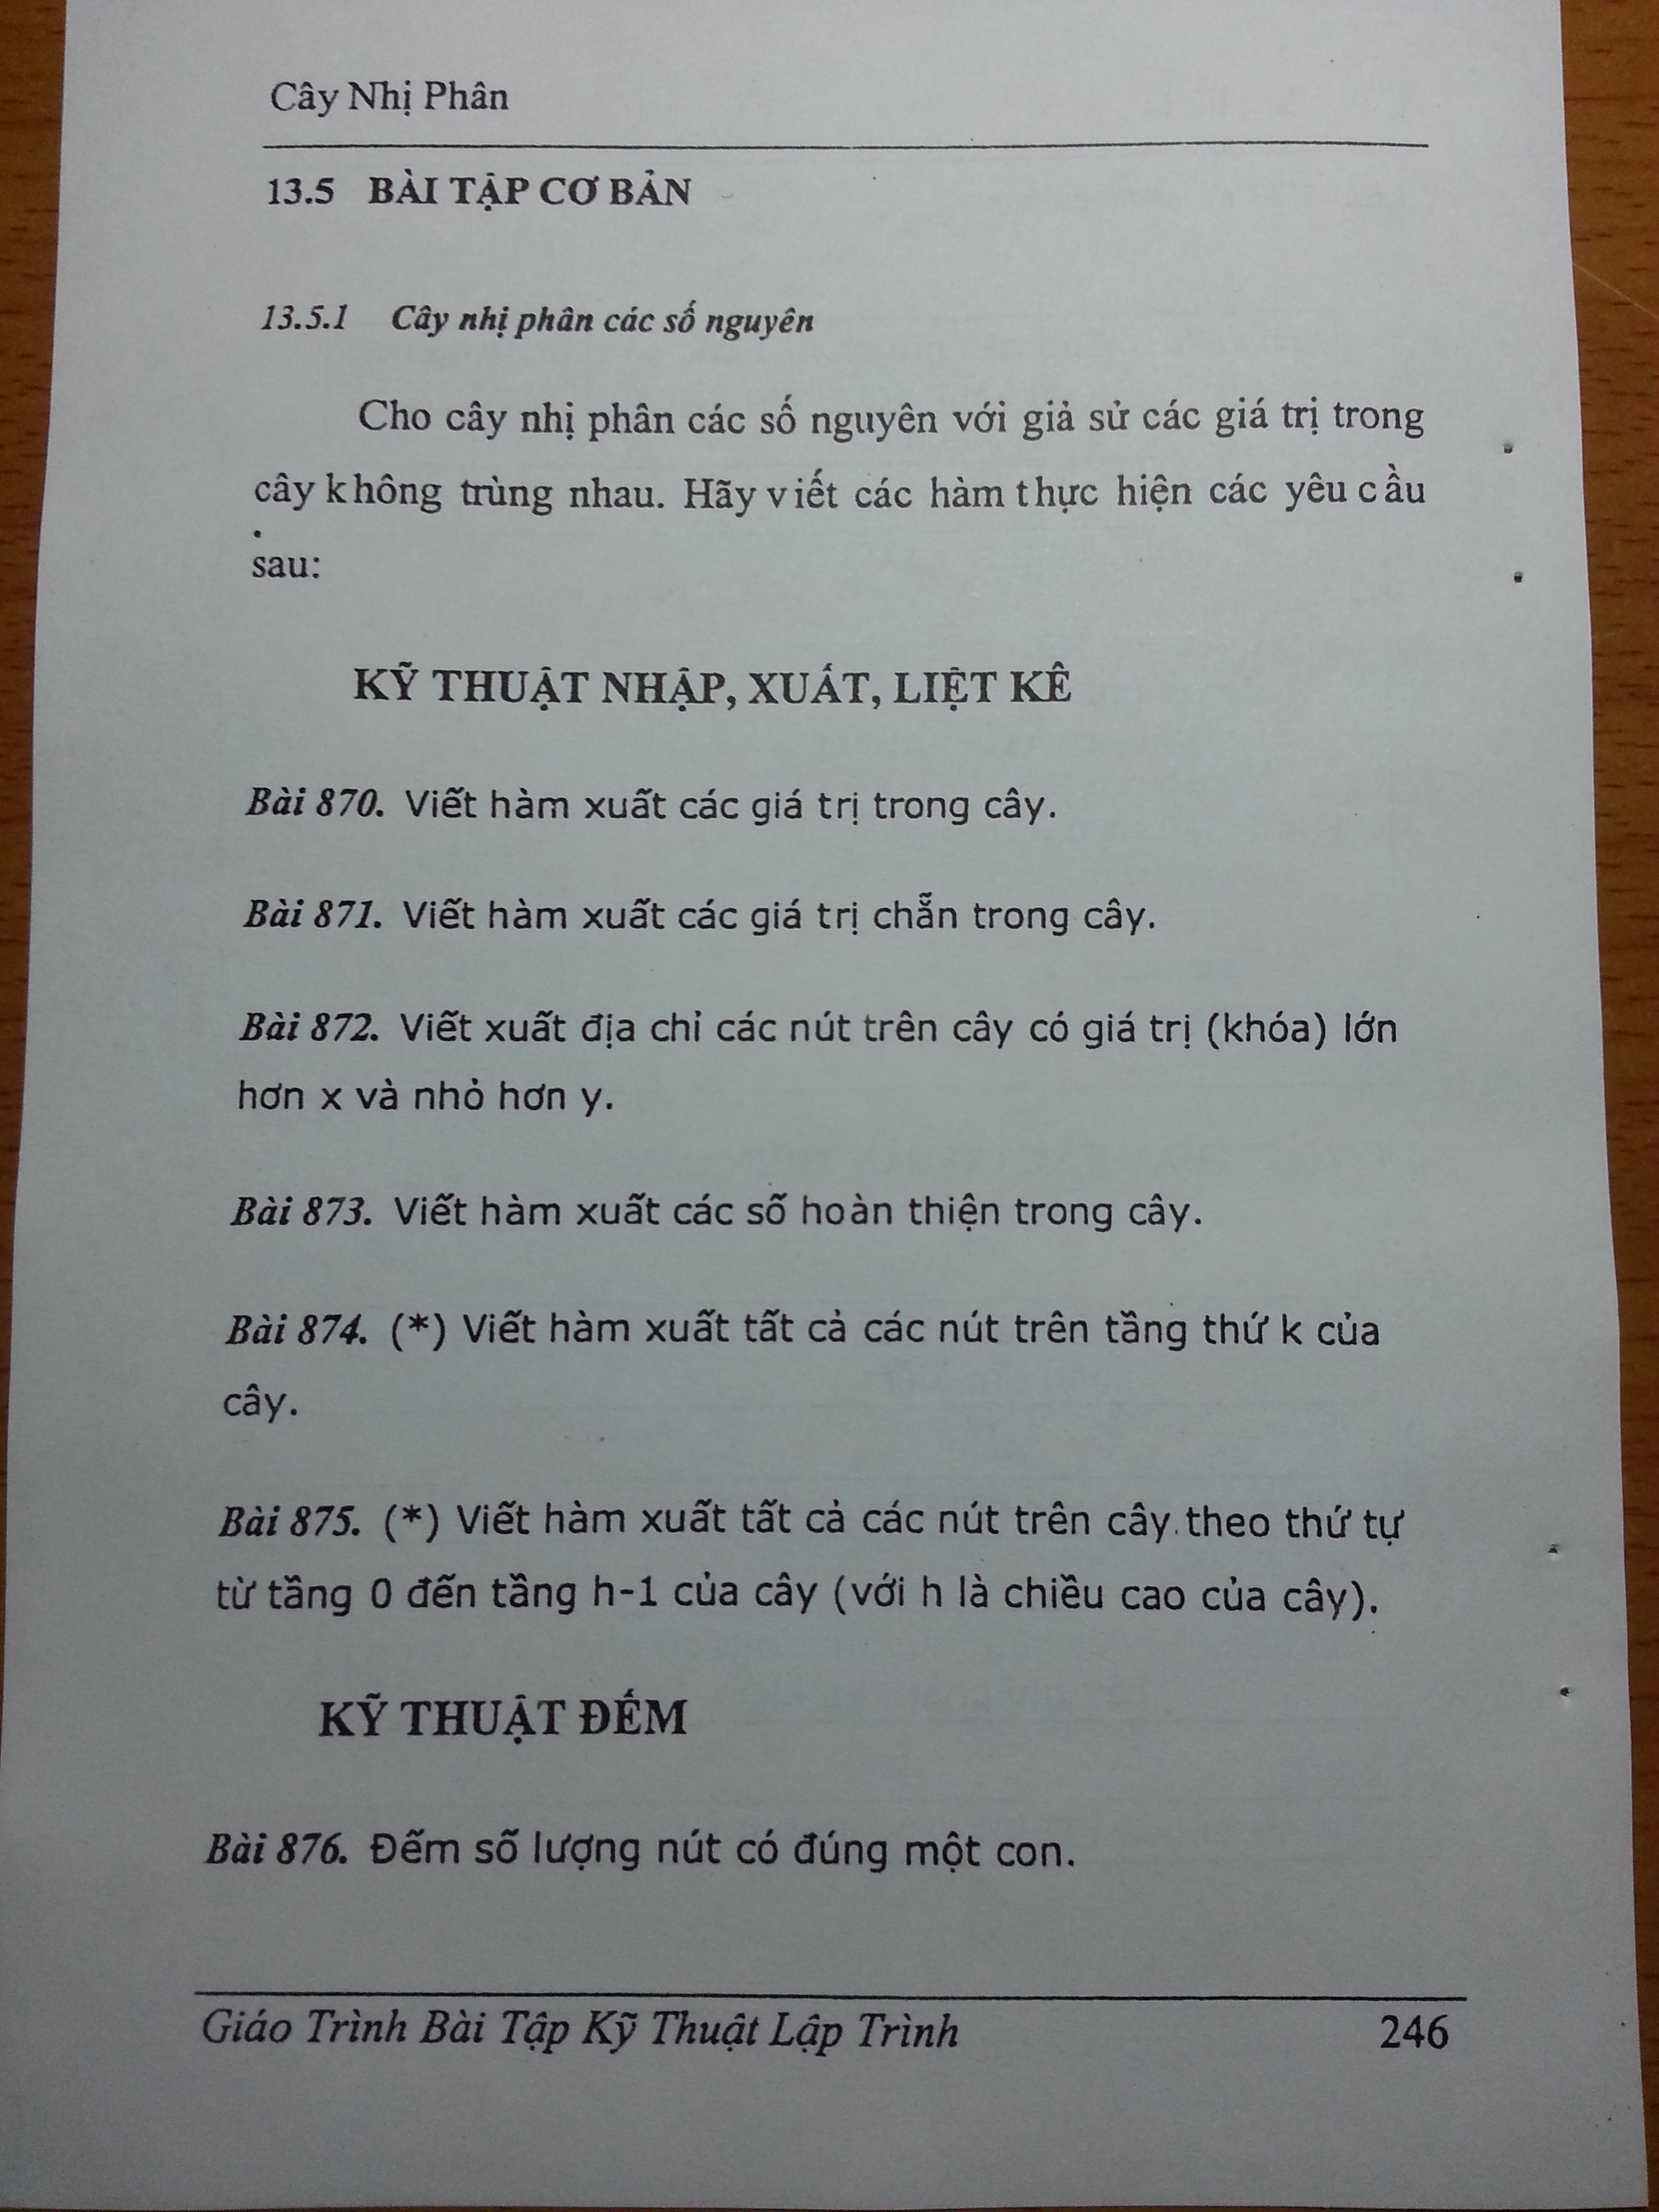 Cây Nhị Phân
13.5 BÀI TẬP CƠ BẢN
13.5.1 Cây nhị phân các số nguyên
Cho cây nhị phân các số nguyên với giả sử các giá trị trong
cây không trùng nhau. Hãy viết các hàm thực hiện các yêu cầu
sau:
KỸ THUẬT NHẬP, XUẤT, LIỆT KÊ
Bài 870. Viết hàm xuất các giá trị trong cây.
Bài 871. Viết hàm xuất các giá trị chẵn trong cây.
Bài 872. Viết xuất địa chỉ các nút trên cây có giá trị (khóa) lớn
hơn x và nhỏ hơn y.
Bài 873. Viết hàm xuất các số hoàn thiện trong cây.
Bài 874. (*) Viết hàm xuất tất cả các nút trên tầng thứ k của
cây.
Bài 875. (*) Viết hàm xuất tất cả các nút trên cây theo thứ tự
từ tầng 0 đến tầng h-1 của cây (với h là chiều cao của cây).
KỸ THUẬT ĐẾM
Bài 876. Đếm số lượng nút có đúng một con.
Giáo Trình Bài Tập Kỹ Thuật Lập Trình 246